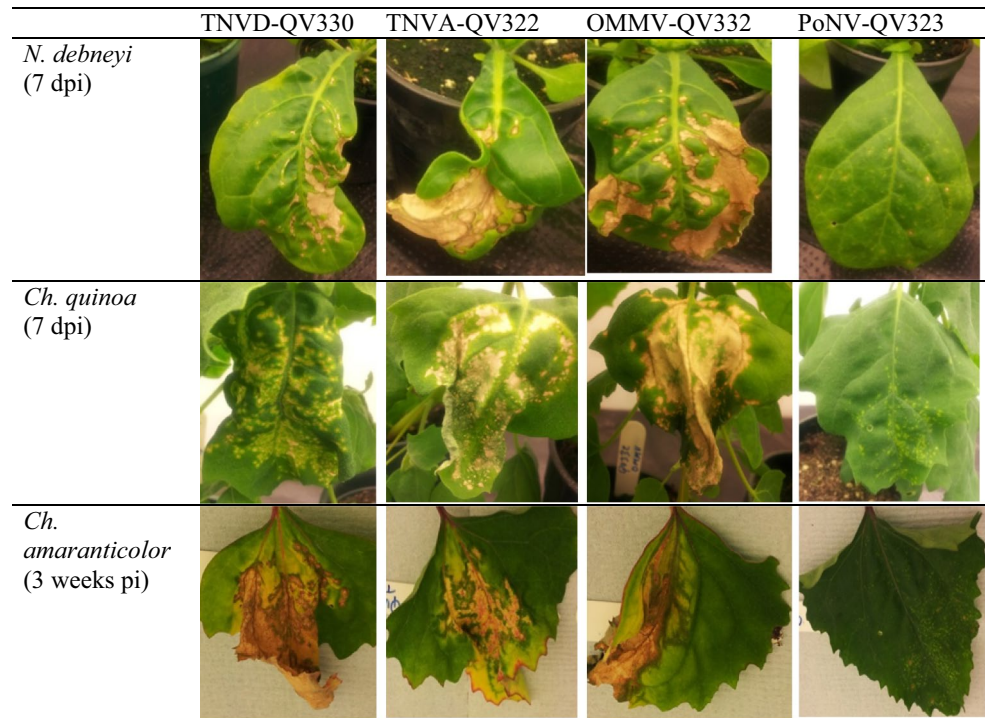 TNVD-QV330 TNVA-QV322 OMMV-QV332 PoNV-QV323
N. debneyi
(7 dpi)
Ch. quinoa
(7 dpi)
Ch.
amaranticolor
(3 weeks pi)